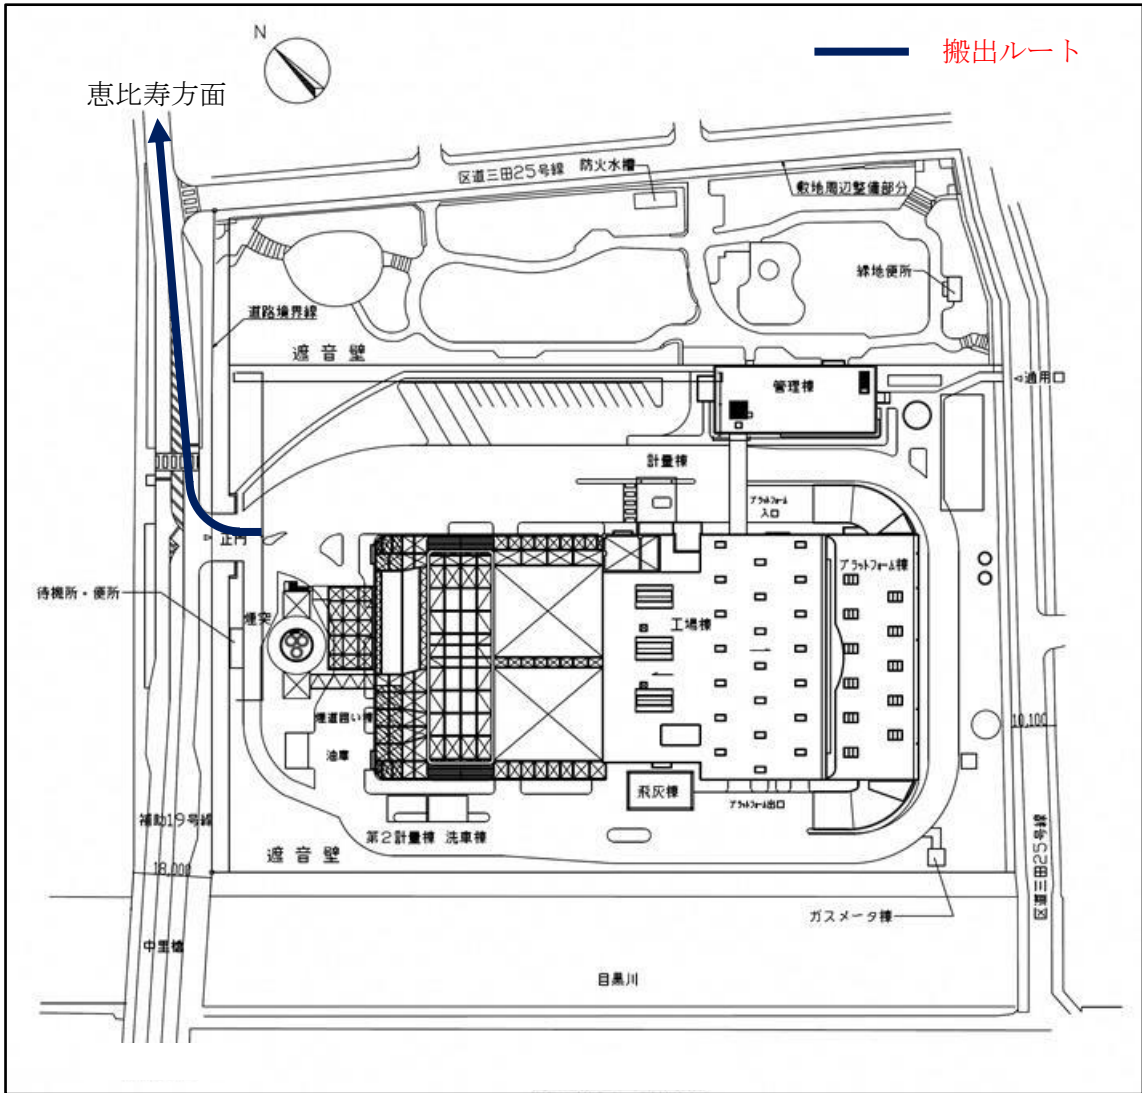 N
搬出ルート
恵比寿方面
区道三田25号線
防火水槽
敷地周辺整備部分
緑地便所
道路境界線
遮音壁
管理棟
通用口
計量棟
プラットフォーム
入口
正門
プラットフォーム棟
待機所・便所
煙突
工場棟
煙道囲い棟
油庫
10,100
飛灰棟
プラットフォーム出口
補助19号線
第2計量棟 洗車棟
遮音壁
18,000
区道三田25号線
ガスメータ棟
中里橋
目黒川